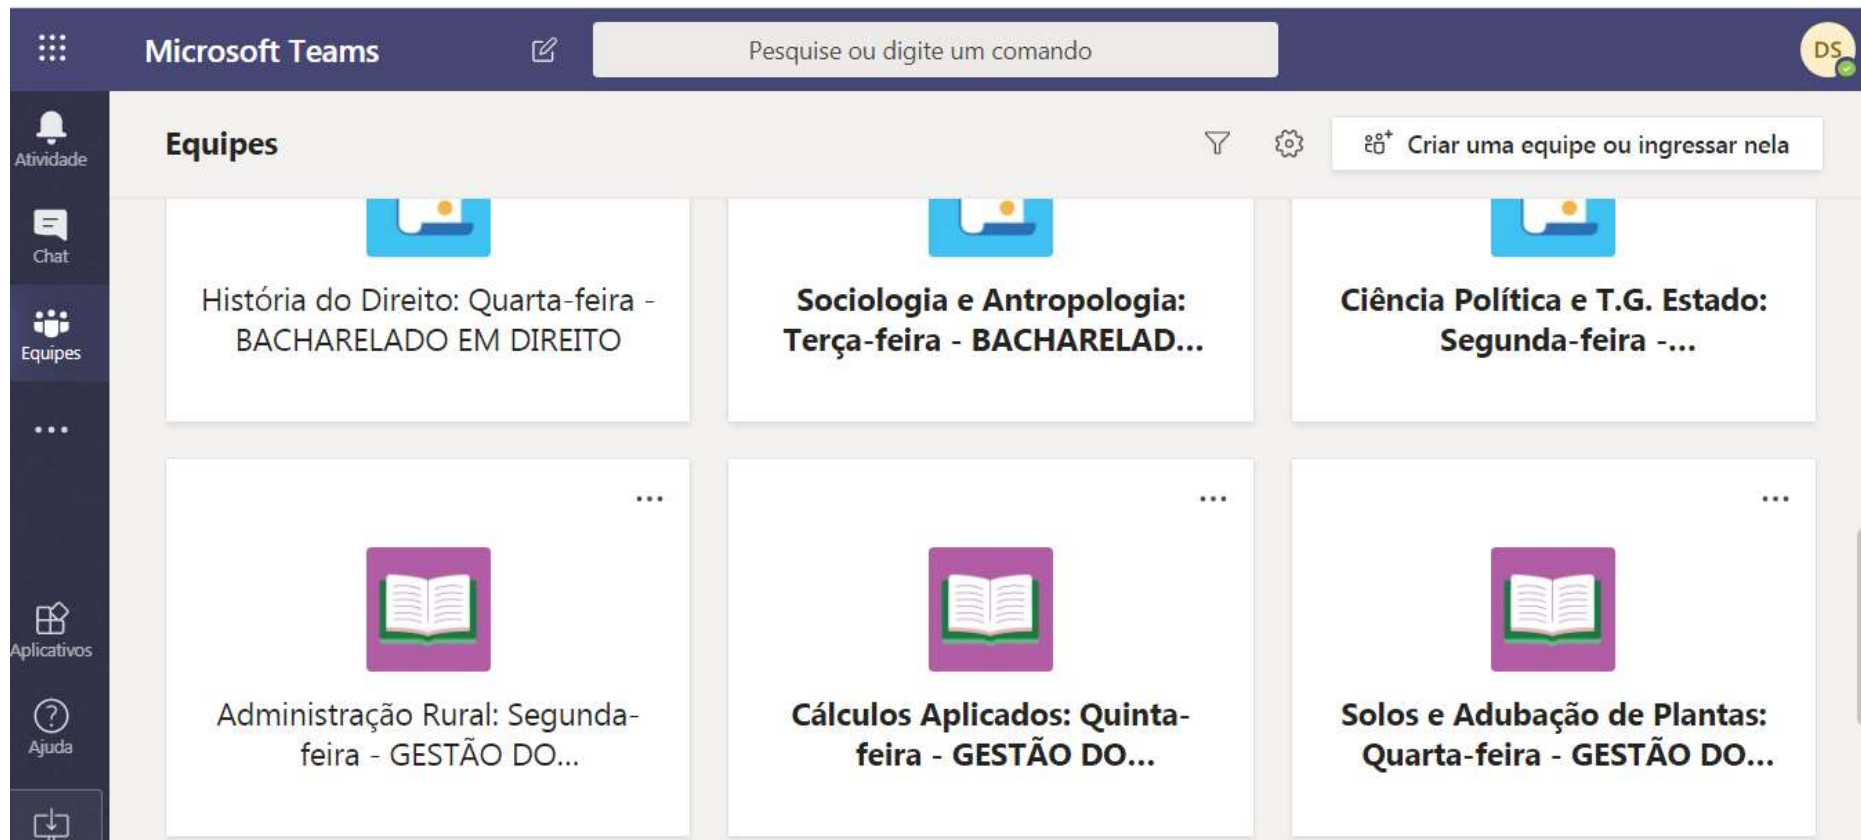 Microsoft Teams
Pesquise ou digite um comando
DS
Atividade
Chat
Equipes
Aplicativos
Ajuda
Equipes
Criar uma equipe ou ingressar nela
História do Direito: Quarta-feira -
BACHARELADO EM DIREITO
Sociologia e Antropologia:
Terça-feira - BACHARELAD...
Ciência Política e T.G. Estado:
Segunda-feira -...
Administração Rural: Segunda-
feira - GESTÃO DO...
Cálculos Aplicados: Quinta-
feira - GESTÃO DO...
Solos e Adubação de Plantas:
Quarta-feira - GESTÃO DO...